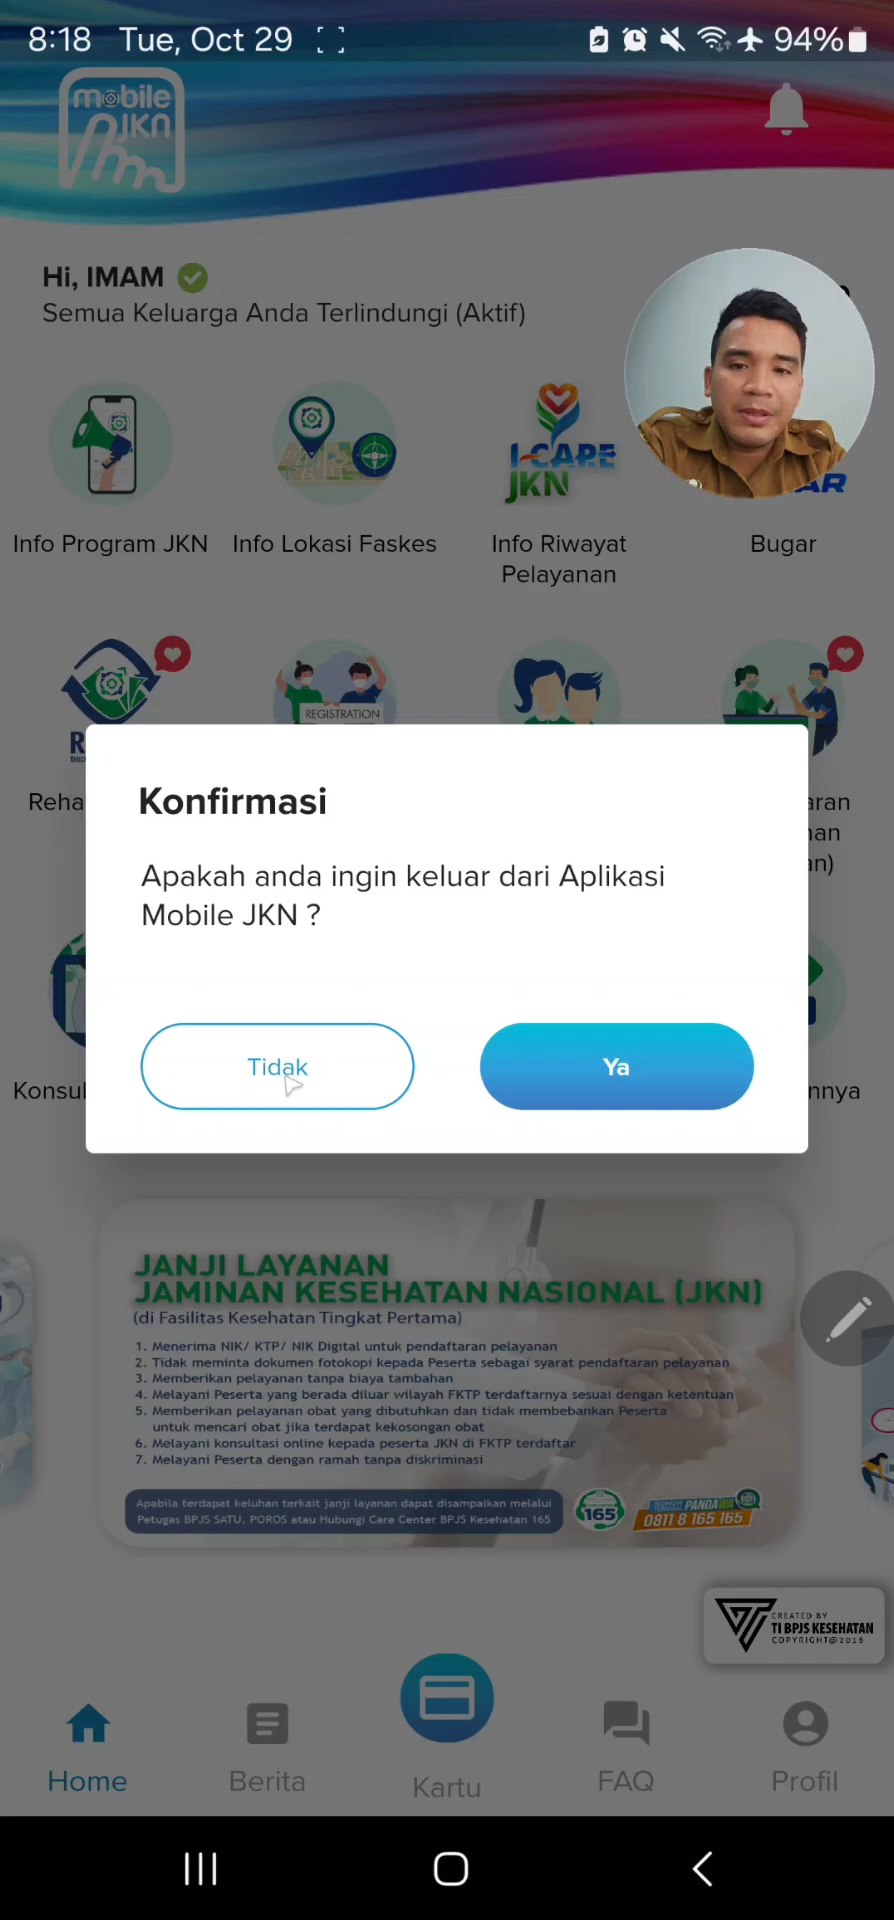 8:18 Tue, Oct 29 94%
mobile
JKN
Hi, IMAM
Semua Keluarga Anda Terlindungi (Aktif)
I-CARE
JKN
Info Program JKN Info Lokasi Faskes Info Riwayat Pelayanan Bugar
REGISTRATION
Reha
Konfirmasi
Apakah anda ingin keluar dari Aplikasi
Mobile JKN ?
Tidak Ya
Konsul nnya
JANJI LAYANAN
JAMINAN KESEHATAN NASIONAL (JKN)
(di Fasilitas Kesehatan Tingkat Pertama)
1. Menerima NIK/ KTP/ NIK Digital untuk pendaftaran pelayanan
2. Tidak meminta dokumen fotokopi kepada Peserta sebagai syarat pendaftaran pelayanan
3. Memberikan pelayanan tanpa biaya tambahan
4. Melayani Peserta yang berada diluar wilayah FKTP terdaftarnya sesuai dengan ketentuan
5. Memberikan pelayanan obat yang dibutuhkan dan tidak membebankan Peserta
untuk mencari obat jika terdapat kekosongan obat
6. Melayani konsultasi online kepada peserta JKN di FKTP terdaftar
7. Melayani Peserta dengan ramah tanpa diskriminasi
Apabila terdapat keluhan terkait janji layanan dapat disampaikan melalui
Petugas BPJS SATU, POROS atau Hubungi Care Center BPJS Kesehatan 165
165
NOMOR TUNGGAL PANDAWA
0811 8 165 165
CREATED BY
TI BPJS KESEHATAN
COPYRIGHT@2016
Home Berita Kartu FAQ Profil